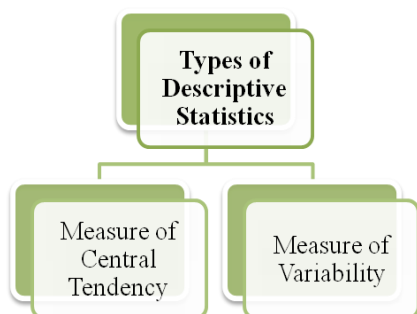 Types of
Descriptive
Statistics
Measure of
Central
Tendency
Measure of
Variability